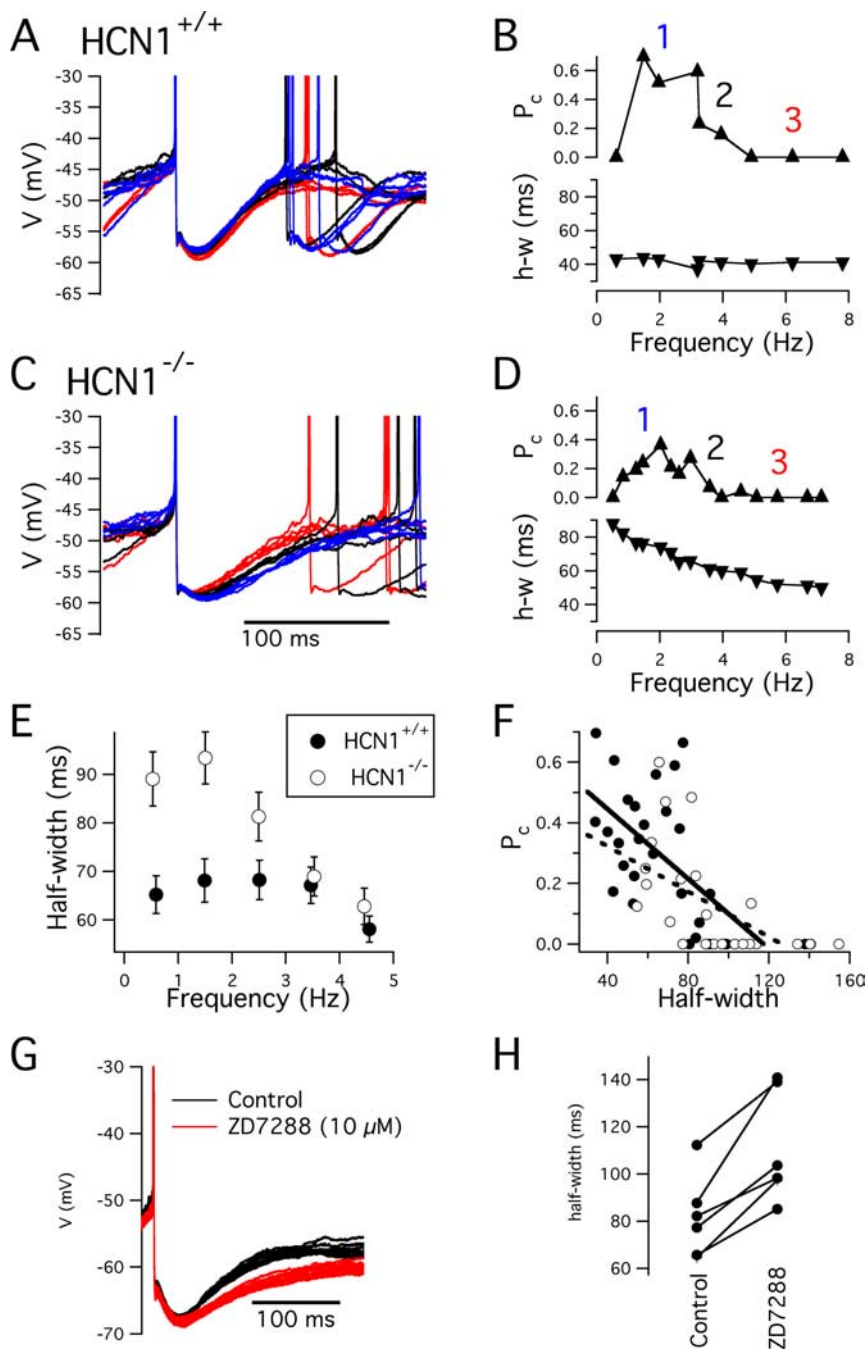 A HCN1+/+
-30
-35
-40
-45
-50
-55
-60
-65
V (mV)
B
1
2
3
0.6
0.4
0.2
0.0
Pc
80
60
40
h-w (ms)
0 2 4 6 8
Frequency (Hz)
C HCN1-/-
-30
-35
-40
-45
-50
-55
-60
-65
V (mV)
100 ms
D
1
2
3
0.6
0.4
0.2
0.0
Pc
80
60
40
h-w (ms)
0 2 4 6 8
Frequency (Hz)
E
HCN1+/+
HCN1-/-
90
80
70
60
Half-width (ms)
0 1 2 3 4 5
Frequency (Hz)
F
0.6
0.4
0.2
0.0
Pc
40 80 120 160
Half-width
G
-30
-40
-50
-60
-70
V (mV)
Control
ZD7288 (10 µM)
100 ms
H
140
120
100
80
60
half-width (ms)
Control
ZD7288